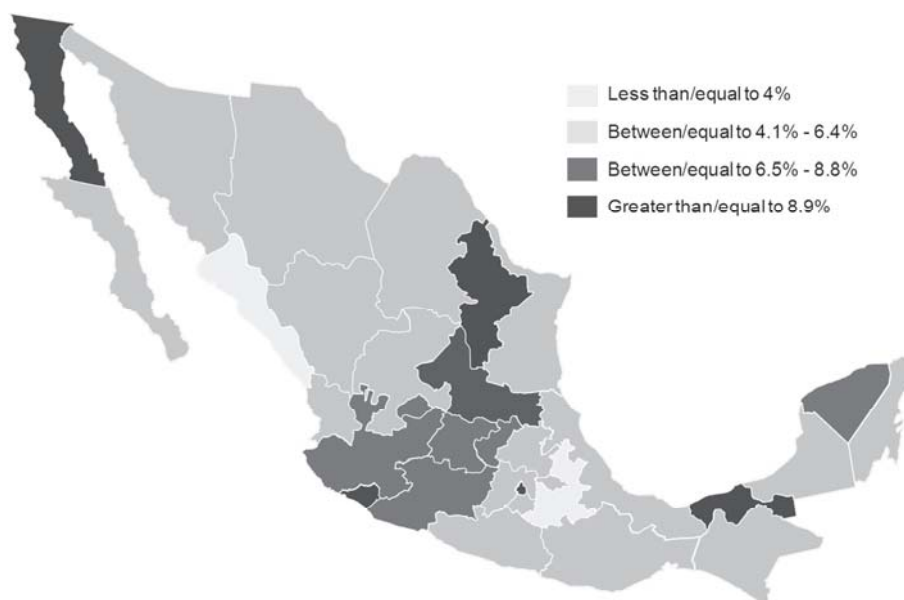 Less than/equal to 4%
Between/equal to 4.1% - 6.4%
Between/equal to 6.5% - 8.8%
Greater than/equal to 8.9%